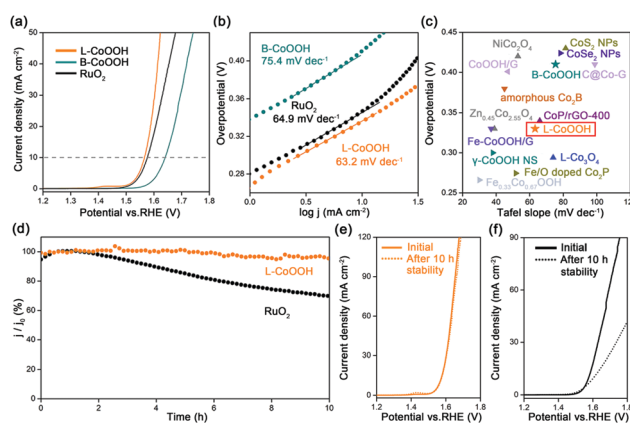 (a)
Current density (mA cm⁻²)
50
40
30
20
10
0
L-CoOOH
B-CoOOH
RuO₂
1.2 1.3 1.4 1.5 1.6 1.7 1.8
Potential vs.RHE (V)
(b)
Overpotential (V)
0.40
0.36
0.32
0.28
0.24
B-CoOOH
75.4 mV dec⁻¹
RuO₂
64.9 mV dec⁻¹
L-CoOOH
63.2 mV dec⁻¹
0.0 0.5 1.0 1.5
log j (mA cm⁻²)
(c)
Overpotential (V)
0.45
0.40
0.35
0.30
0.25
CoS₂ NPs
NiCo₂O₄
CoSe₂ NPs
CoOOH/G
B-CoOOH
C@Co-G
amorphous Co₂B
Zn₀.₄₅Co₂.₅₅O₄
CoP/rGO-400
L-CoOOH
Fe-CoOOH/G
γ-CoOOH NS
L-Co₃O₄
Fe/O doped Co₂P
Fe₀.₃₃Co₀.₆₇OOH
0 40 80 120
Tafel slope (mV dec⁻¹)
(d)
j / j₀ (%)
100
80
60
40
20
0
L-CoOOH
RuO₂
0 2 4 6 8 10
Time (h)
(e)
Current density (mA cm⁻²)
120
90
60
30
0
Initial
After 10 h
stability
1.2 1.4 1.6 1.8
Potential vs.RHE (V)
(f)
Current density (mA cm⁻²)
90
60
30
0
Initial
After 10 h
stability
1.2 1.4 1.6 1.8
Potential vs.RHE (V)